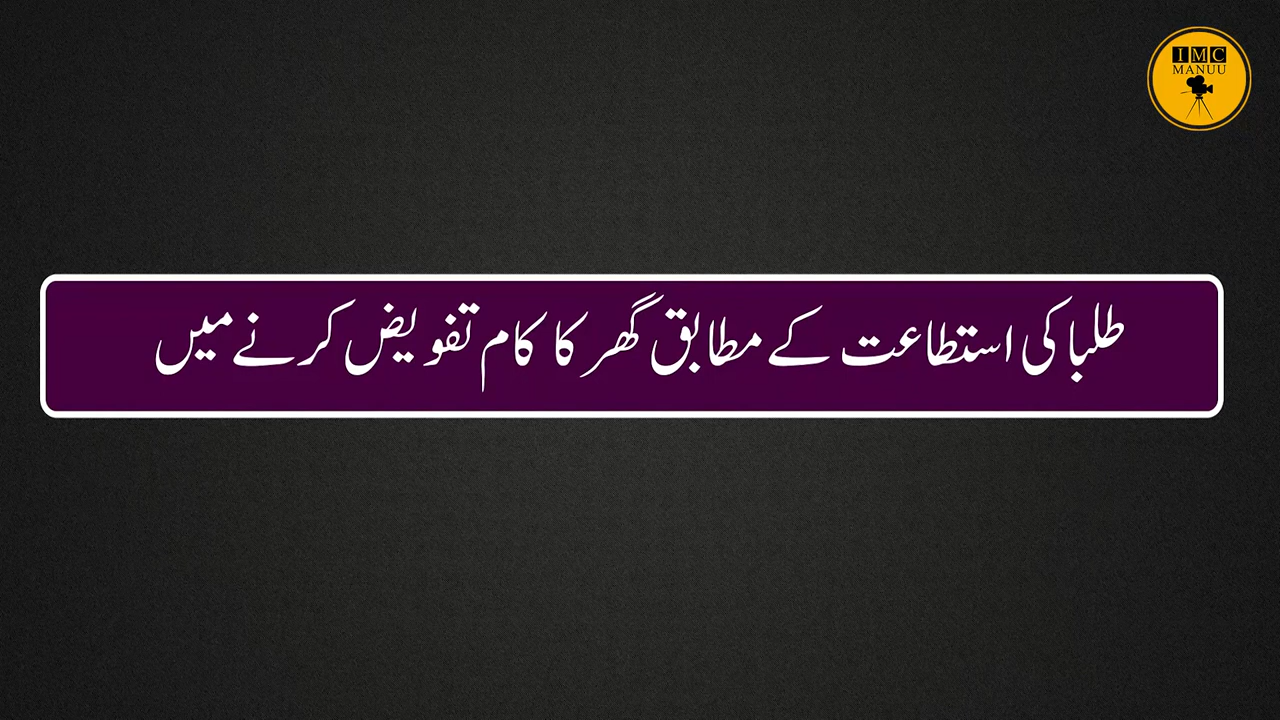 IMC
MANUU
طلبا کی استطاعت کے مطابق گھر کا کام تفویض کرنے میں